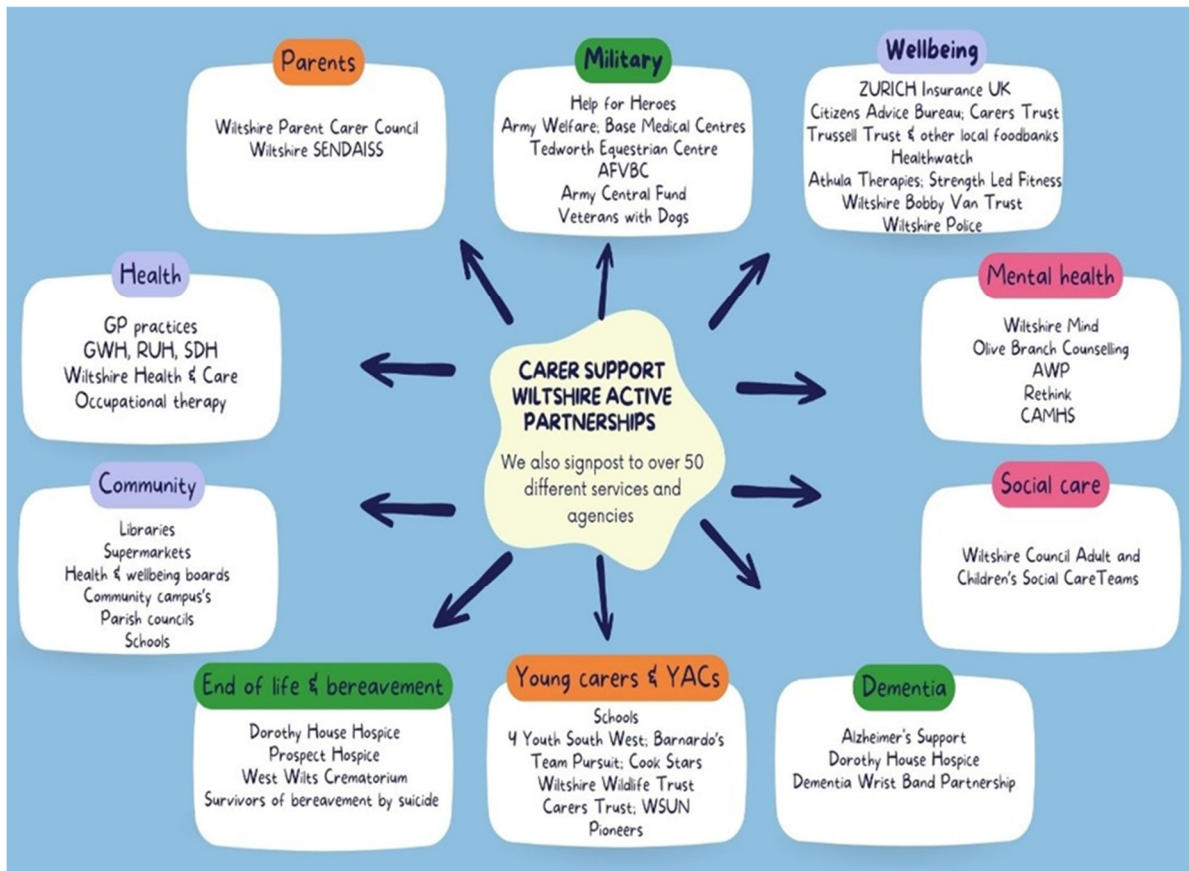 Parents
Wiltshire Parent Carer Council
Wiltshire SENDAISS
Military
Help for Heroes
Army Welfare; Base Medical Centres
Tedworth Equestrian Centre
AFVBC
Army Central Fund
Veterans with Dogs
Wellbeing
ZURICH Insurance UK
Citizens Advice Bureau; Carers Trust
Trussell Trust & other local foodbanks
Healthwatch
Athula Therapies; Strength Led Fitness
Wiltshire Bobby Van Trust
Wiltshire Police
Health
GP practices
GWH, RUH, SDH
Wiltshire Health & Care
Occupational therapy
CARER SUPPORT
WILTSHIRE ACTIVE
PARTNERSHIPS
We also signpost to over 50
different services and
agencies
Mental health
Wiltshire Mind
Olive Branch Counselling
AWP
Rethink
CAMHS
Community
Libraries
Supermarkets
Health & wellbeing boards
Community campus's
Parish councils
Schools
Social care
Wiltshire Council Adult and
Children's Social CareTeams
End of life & bereavement
Dorothy House Hospice
Prospect Hospice
West Wilts Crematorium
Survivors of bereavement by suicide
Young carers & YACs
Schools
4 Youth South West; Barnardo's
Team Pursuit; Cook Stars
Wiltshire Wildlife Trust
Carers Trust; WSUN
Pioneers
Dementia
Alzheimer's Support
Dorothy House Hospice
Dementia Wrist Band Partnership